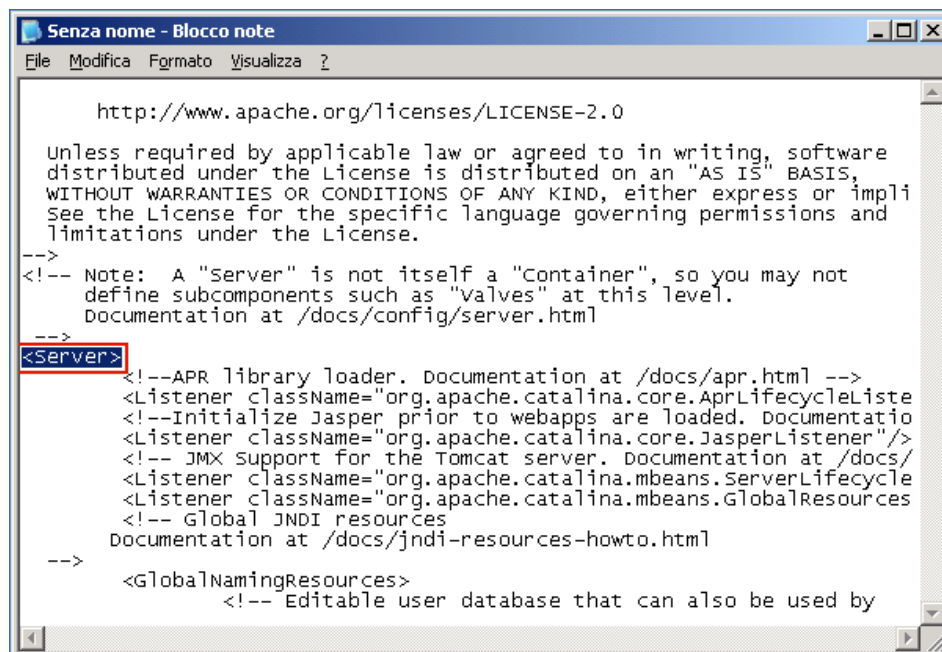 Senza nome - Blocco note
File Modifica Formato Visualizza ?
http://www.apache.org/licenses/LICENSE-2.0
Unless required by applicable law or agreed to in writing, software
distributed under the License is distributed on an "AS IS" BASIS,
WITHOUT WARRANTIES OR CONDITIONS OF ANY KIND, either express or impli
See the License for the specific language governing permissions and
limitations under the License.
-->
<!-- Note: A "Server" is not itself a "Container", so you may not
define subcomponents such as "Valves" at this level.
Documentation at /docs/config/server.html
-->
<Server>
<!--APR library loader. Documentation at /docs/apr.html -->
<Listener className="org.apache.catalina.core.AprLifecycleListe
<!--Initialize Jasper prior to webapps are loaded. Documentatio
<Listener className="org.apache.catalina.core.JasperListener"/>
<!-- JMX Support for the Tomcat server. Documentation at /docs/
<Listener className="org.apache.catalina.mbeans.ServerLifecycle
<Listener className="org.apache.catalina.mbeans.GlobalResources
<!-- Global JNDI resources
Documentation at /docs/jndi-resources-howto.html
-->
<GlobalNamingResources>
<!-- Editable user database that can also be used by